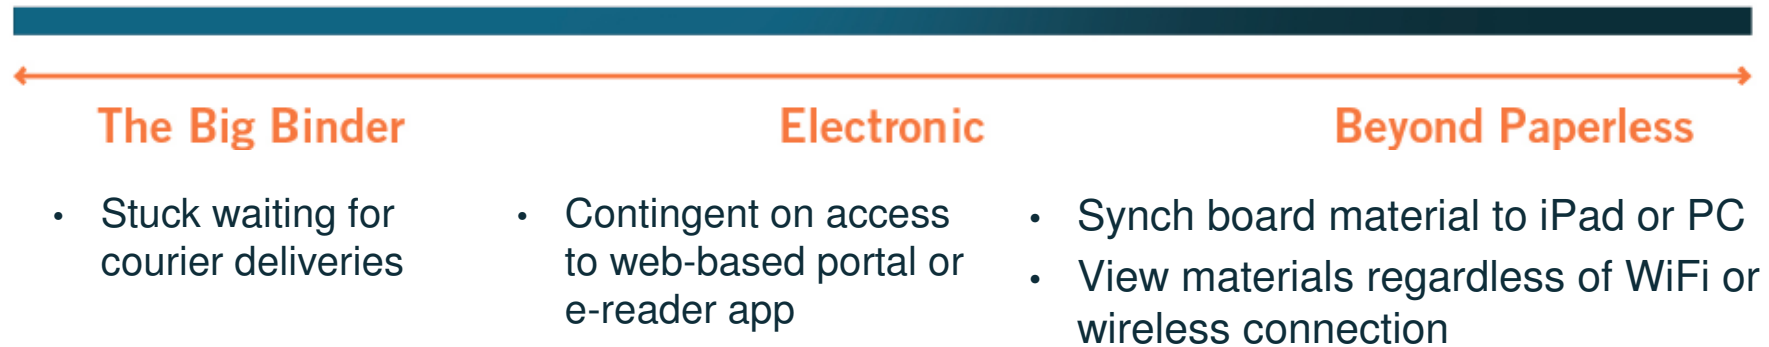 The Big Binder
Electronic
Beyond Paperless
• Stuck waiting for
courier deliveries
• Contingent on access
to web-based portal or
e-reader app
• Synch board material to iPad or PC
• View materials regardless of WiFi or
wireless connection